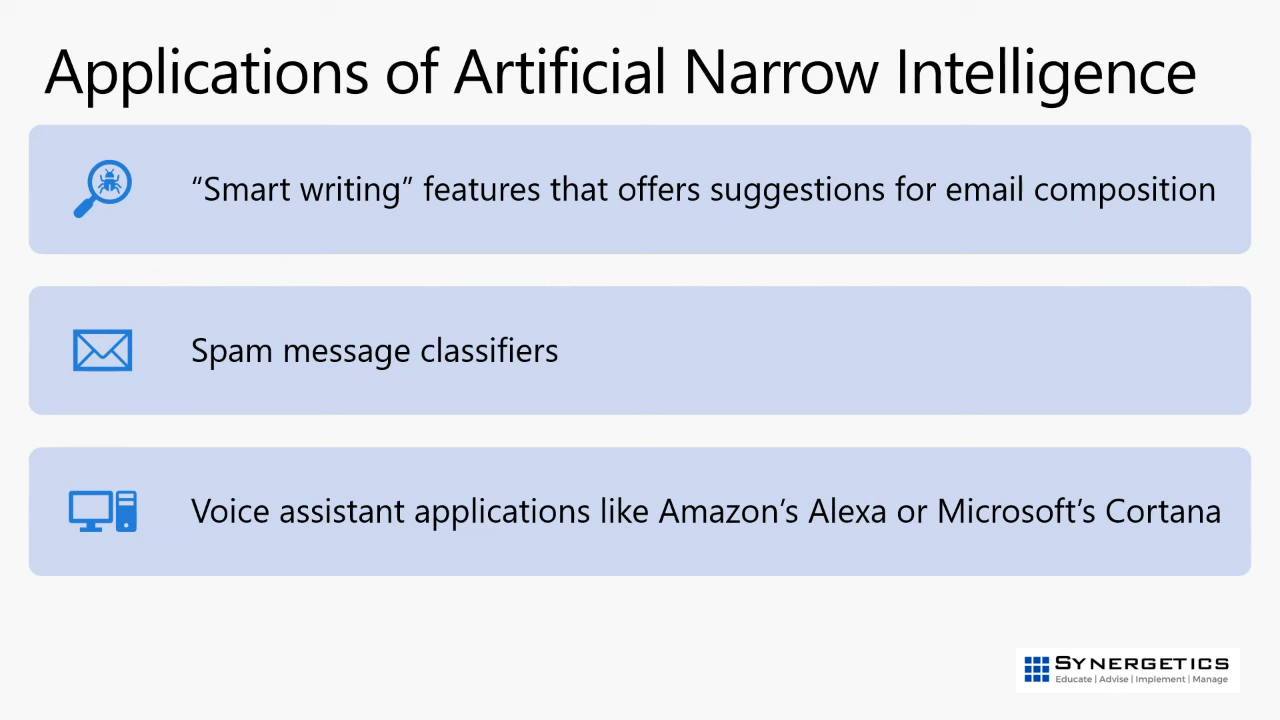 Applications of Artificial Narrow Intelligence
“Smart writing” features that offers suggestions for email composition
Spam message classifiers
Voice assistant applications like Amazon’s Alexa or Microsoft’s Cortana
SYNERGETICS
Educate | Advise | Implement | Manage